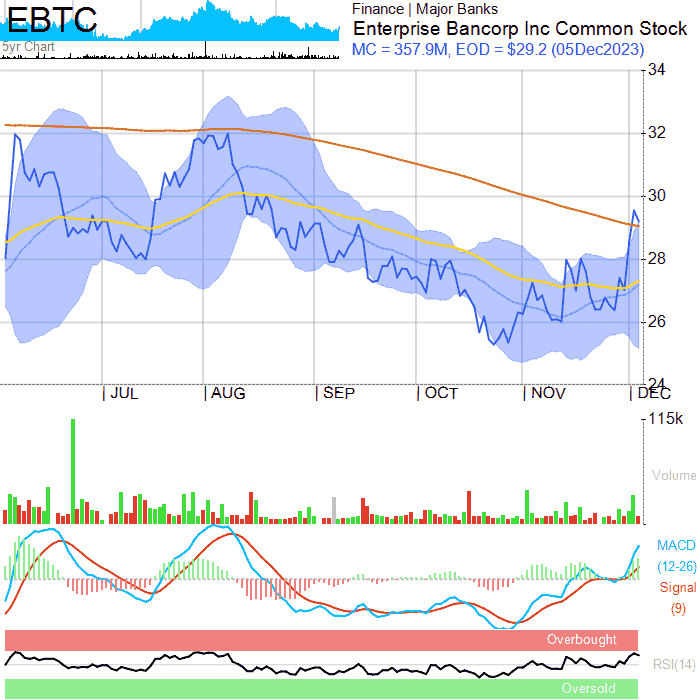 EBTC
5yr Chart
Finance | Major Banks
Enterprise Bancorp Inc Common Stock
MC = 357.9M, EOD = $29.2 (05Dec2023)
34
32
30
28
26
24
| JUL
| AUG
| SEP
| OCT
| NOV
| DEC
115k
Volume
MACD
(12-26)
Signal
(9)
Overbought
RSI(14)
Oversold